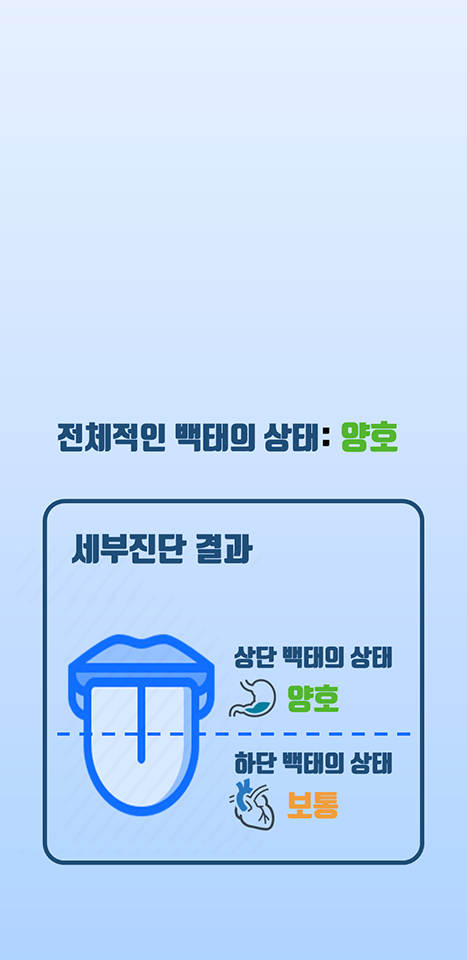 전체적인 백태의 상태: 양호
세부진단 결과
상단 백태의 상태
양호
하단 백태의 상태
보통